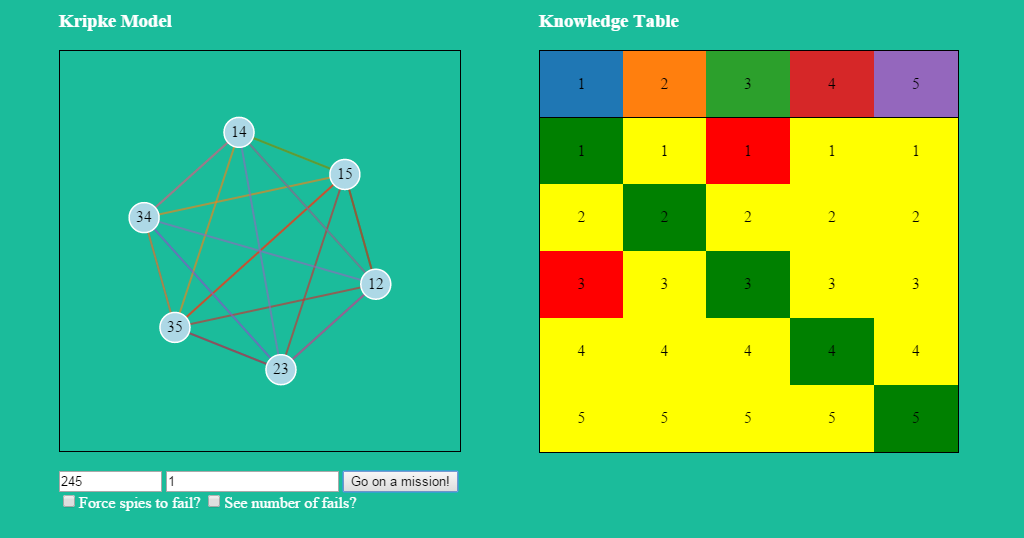 Kripke Model
Knowledge Table
14
15
34
12
35
23
1 2 3 4 5
1 1 1 1 1
2 2 2 2 2
3 3 3 3 3
4 4 4 4 4
5 5 5 5 5
245 1 Go on a mission!
Force spies to fail? See number of fails?